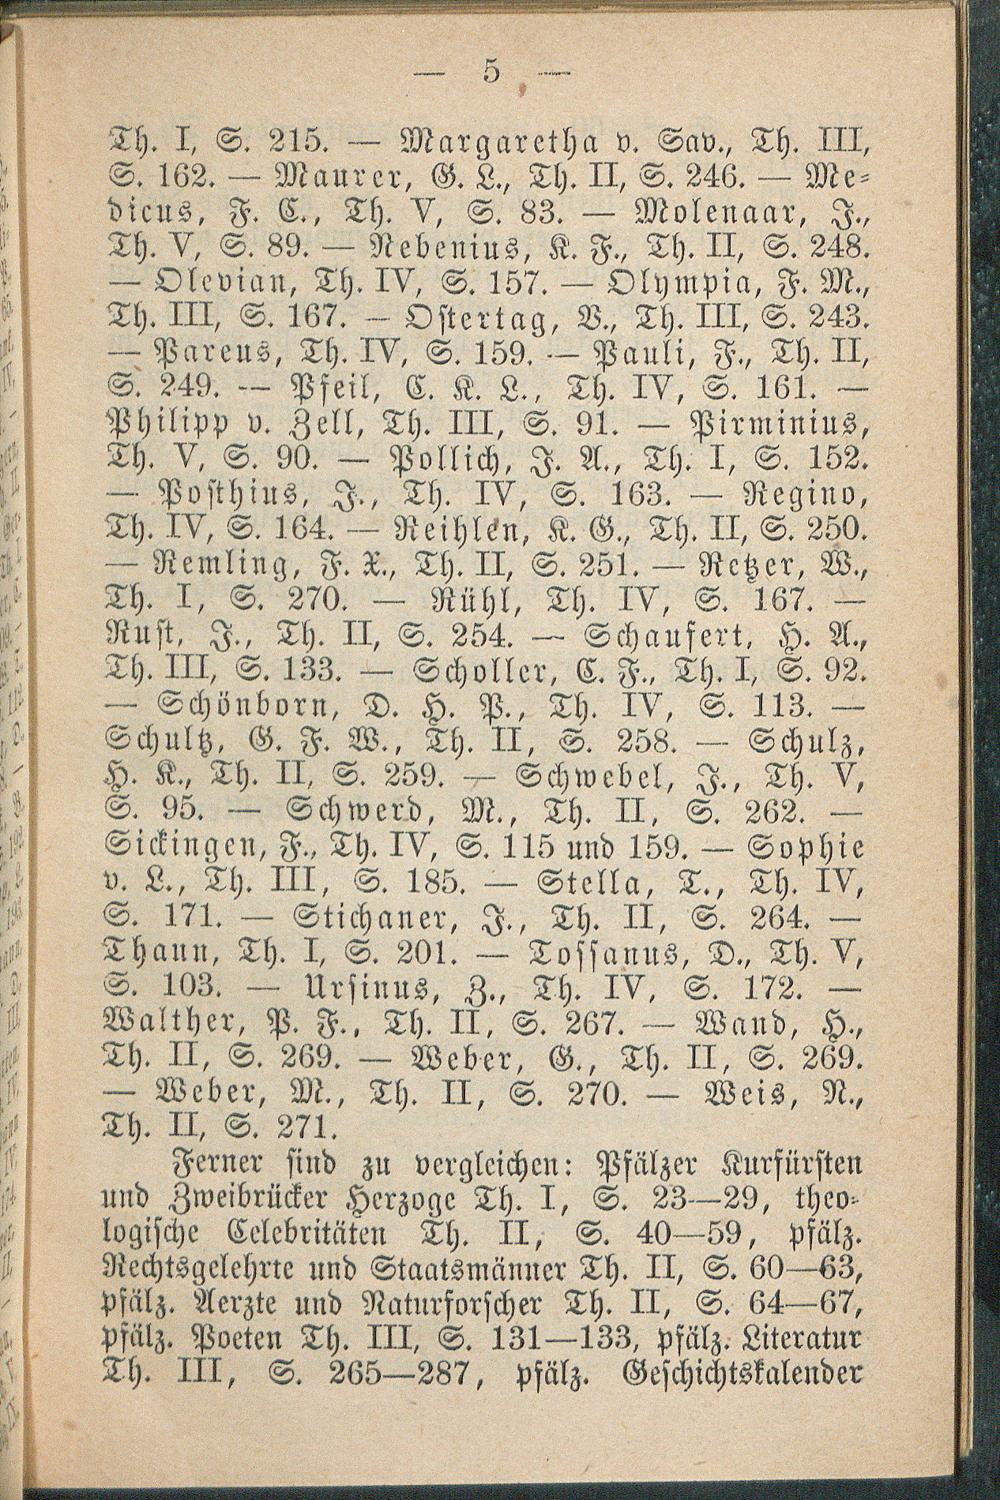 — 5 —
Th. I, S. 215. — Margaretha v. Sav., Th. III,
S. 162. — Maurer, G. L., Th. II, S. 246. — Me-
dicus, F. C., Th. V, S. 83. — Molenaar, J.,
Th. V, S. 89. — Nebenius, K. F., Th. II, S. 248.
— Olevian, Th. IV, S. 157. — Olympia, F. M.,
Th. III, S. 167. — Ostertag, B., Th. III, S. 243.
— Pareus, Th. IV, S. 159. — Pauli, F., Th. II,
S. 249. — Pfeil, C. K. L., Th. IV, S. 161. —
Philipp v. Zell, Th. III, S. 91. — Pirminius,
Th. V, S. 90. — Pollich, J. A., Th. I, S. 152.
— Posthius, J., Th. IV, S. 163. — Regino,
Th. IV, S. 164. — Reihlen, K. G., Th. II, S. 250.
— Remling, F. X., Th. II, S. 251. — Retzer, W.,
Th. I, S. 270. — Rühl, Th. IV, S. 167. —
Rust, J., Th. II, S. 254. — Schaufert, H. A.,
Th. III, S. 133. — Scholler, C. F., Th. I, S. 92.
— Schönborn, D. H. P., Th. IV, S. 113. —
Schultz, G. F. W., Th. II, S. 258. — Schulz,
H. K., Th. II, S. 259. — Schwebel, J., Th. V,
S. 95. — Schwerd, M., Th. II, S. 262. —
Sickingen, F., Th. IV, S. 115 und 159. — Sophie
v. L., Th. III, S. 185. — Stella, T., Th. IV,
S. 171. — Stichaner, J., Th. II, S. 264. —
Thann, Th. I, S. 201. — Tossanus, D., Th. V,
S. 103. — Ursinus, Z., Th. IV, S. 172. —
Walther, P. F., Th. II, S. 267. — Wand, H.,
Th. II, S. 269. — Weber, G., Th. II, S. 269.
— Weber, M., Th. II, S. 270. — Weis, N.,
Th. II, S. 271.
Ferner sind zu vergleichen: Pfälzer Kurfürsten
und Zweibrücker Herzoge Th. I, S. 23—29, theo-
logische Celebritäten Th. II, S. 40—59, pfälz.
Rechtsgelehrte und Staatsmänner Th. II, S. 60—63,
pfälz. Aerzte und Naturforscher Th. II, S. 64—67,
pfälz. Poeten Th. III, S. 131—133, pfälz. Literatur
Th. III, S. 265—287, pfälz. Geschichtskalender